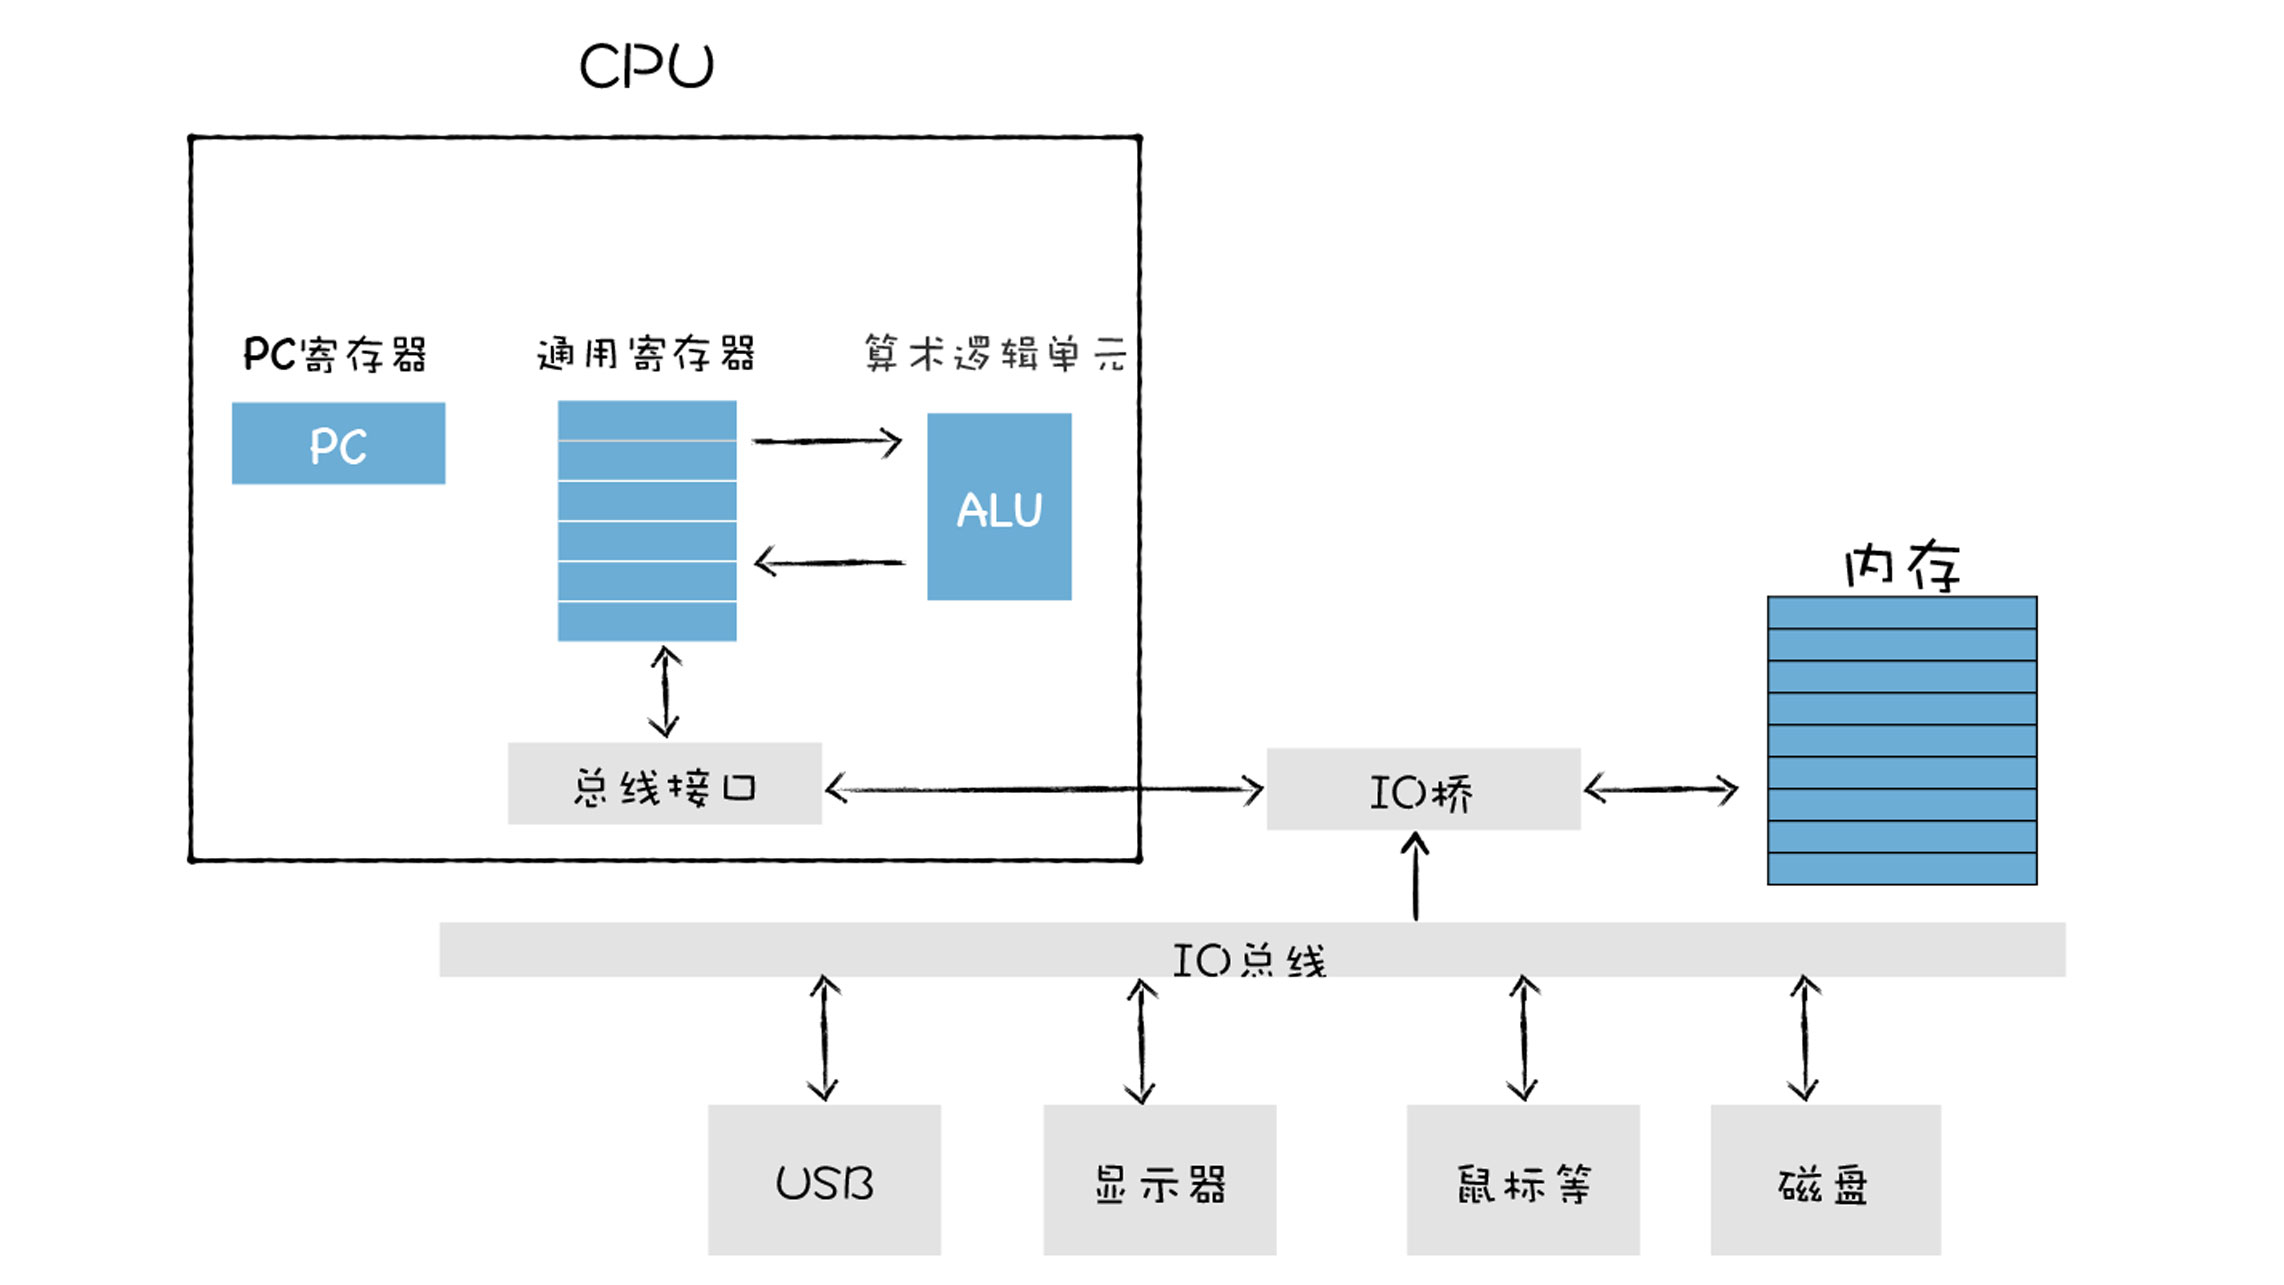 CPU
PC寄存器
通用寄存器
算术逻辑单元
PC
ALU
内存
总线接口
IO桥
IO总线
USB
显示器
鼠标等
磁盘